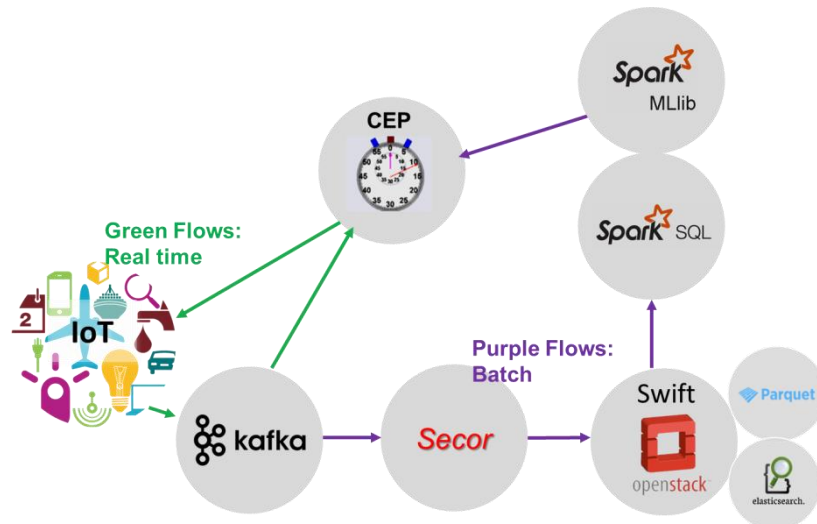 Spark
MLlib
CEP
Spark SQL
Green Flows:
Real time
2
IoT
Purple Flows:
Batch
kafka
Secor
Swift
openstack
Parquet
elasticsearch.